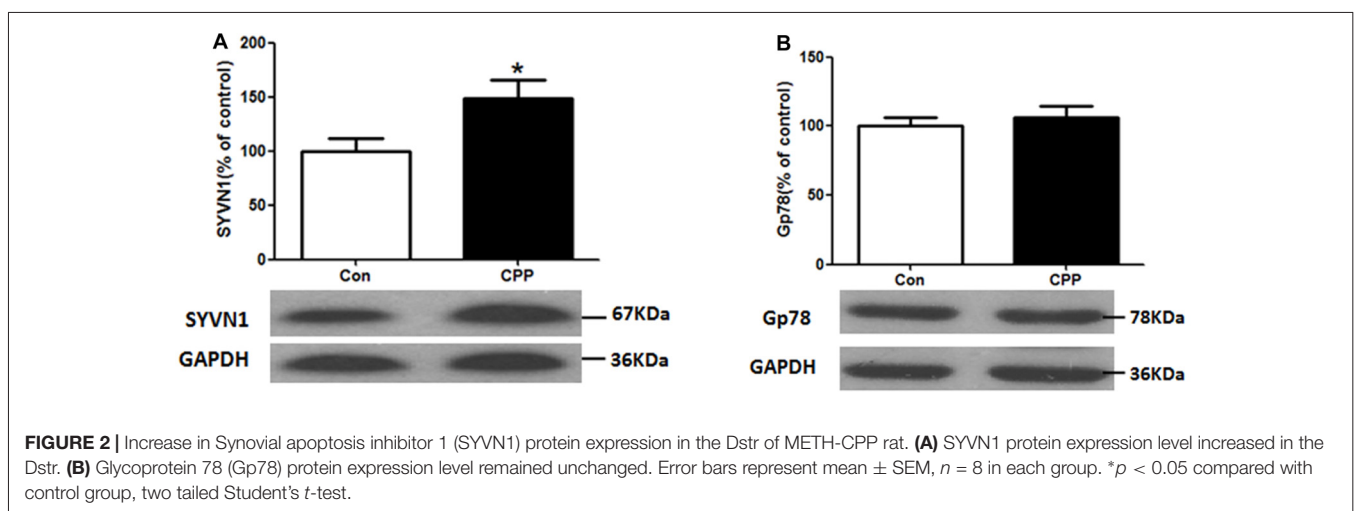 A
200
150
100
50
0
SYVN1(% of control)
*
Con
CPP
SYVN1
67KDa
GAPDH
36KDa
B
150
100
50
0
Gp78(% of control)
Con
CPP
Gp78
78KDa
GAPDH
36KDa
FIGURE 2 | Increase in Synovial apoptosis inhibitor 1 (SYVN1) protein expression in the Dstr of METH-CPP rat. (A) SYVN1 protein expression level increased in the
Dstr. (B) Glycoprotein 78 (Gp78) protein expression level remained unchanged. Error bars represent mean ± SEM, n = 8 in each group. *p < 0.05 compared with
control group, two tailed Student's t-test.